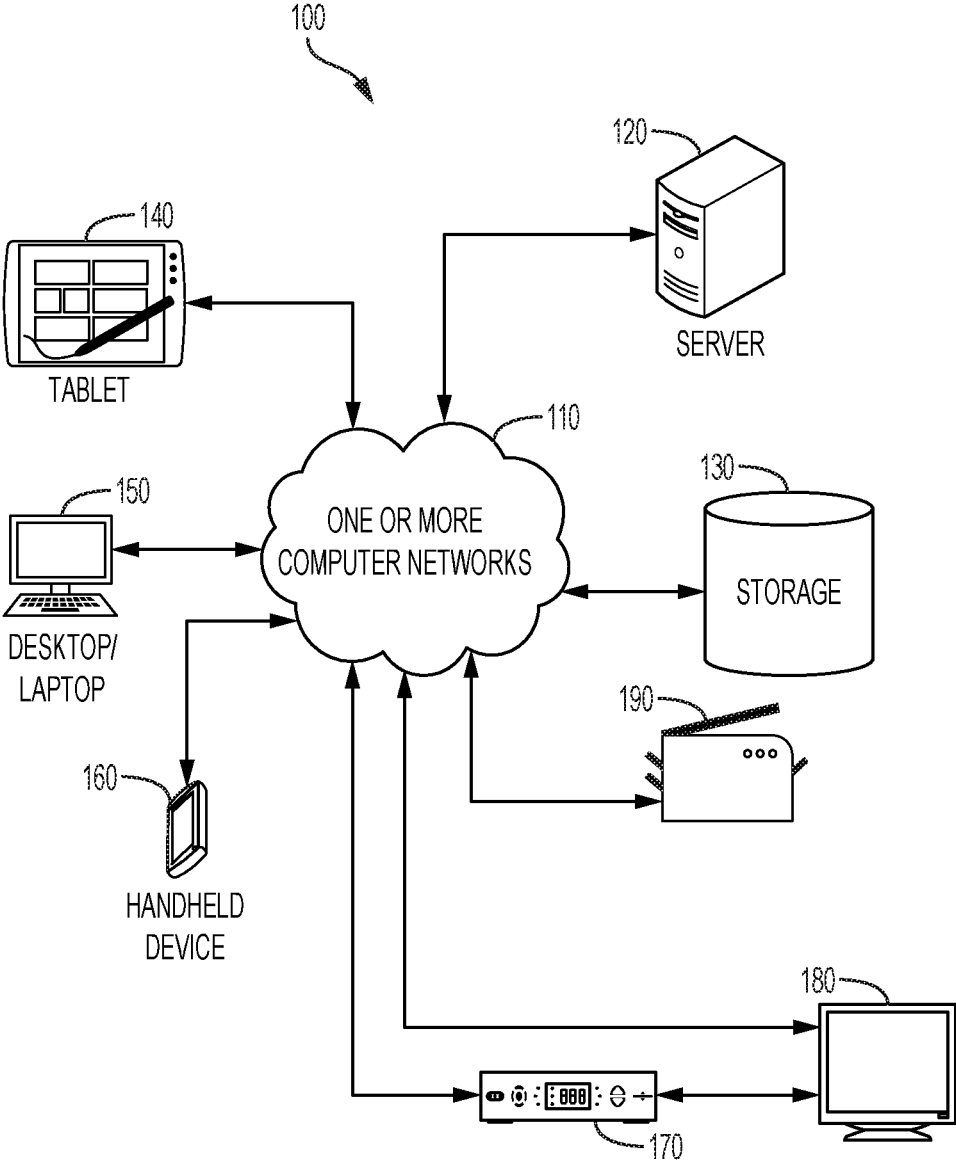 100
120
SERVER
140
TABLET
110
ONE OR MORE
COMPUTER NETWORKS
130
STORAGE
150
DESKTOP/
LAPTOP
190
160
HANDHELD
DEVICE
180
888
170